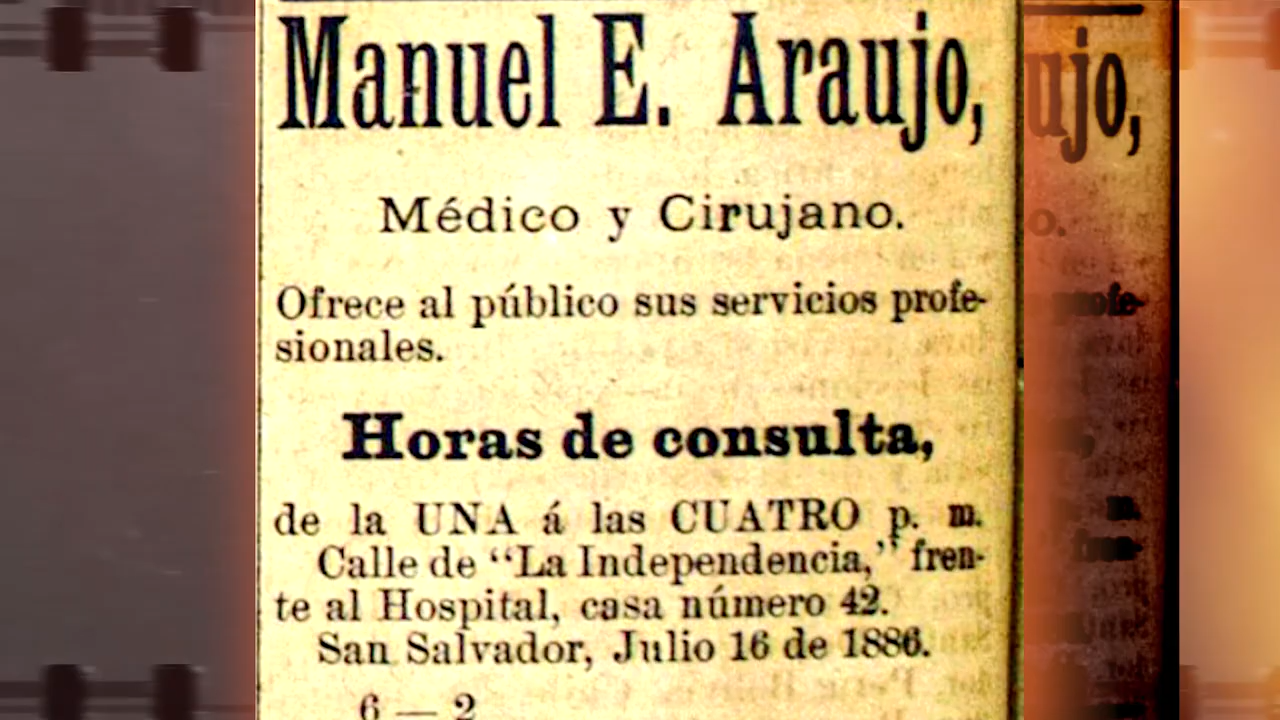 Manuel E. Araujo,
Médico y Cirujano.
Ofrece al público sus servicios profe-
sionales.
Horas de consulta,
de la UNA á las CUATRO p. m.
Calle de “La Independencia,” fren-
te al Hospital, casa número 42.
San Salvador, Julio 16 de 1886.
6 — 2